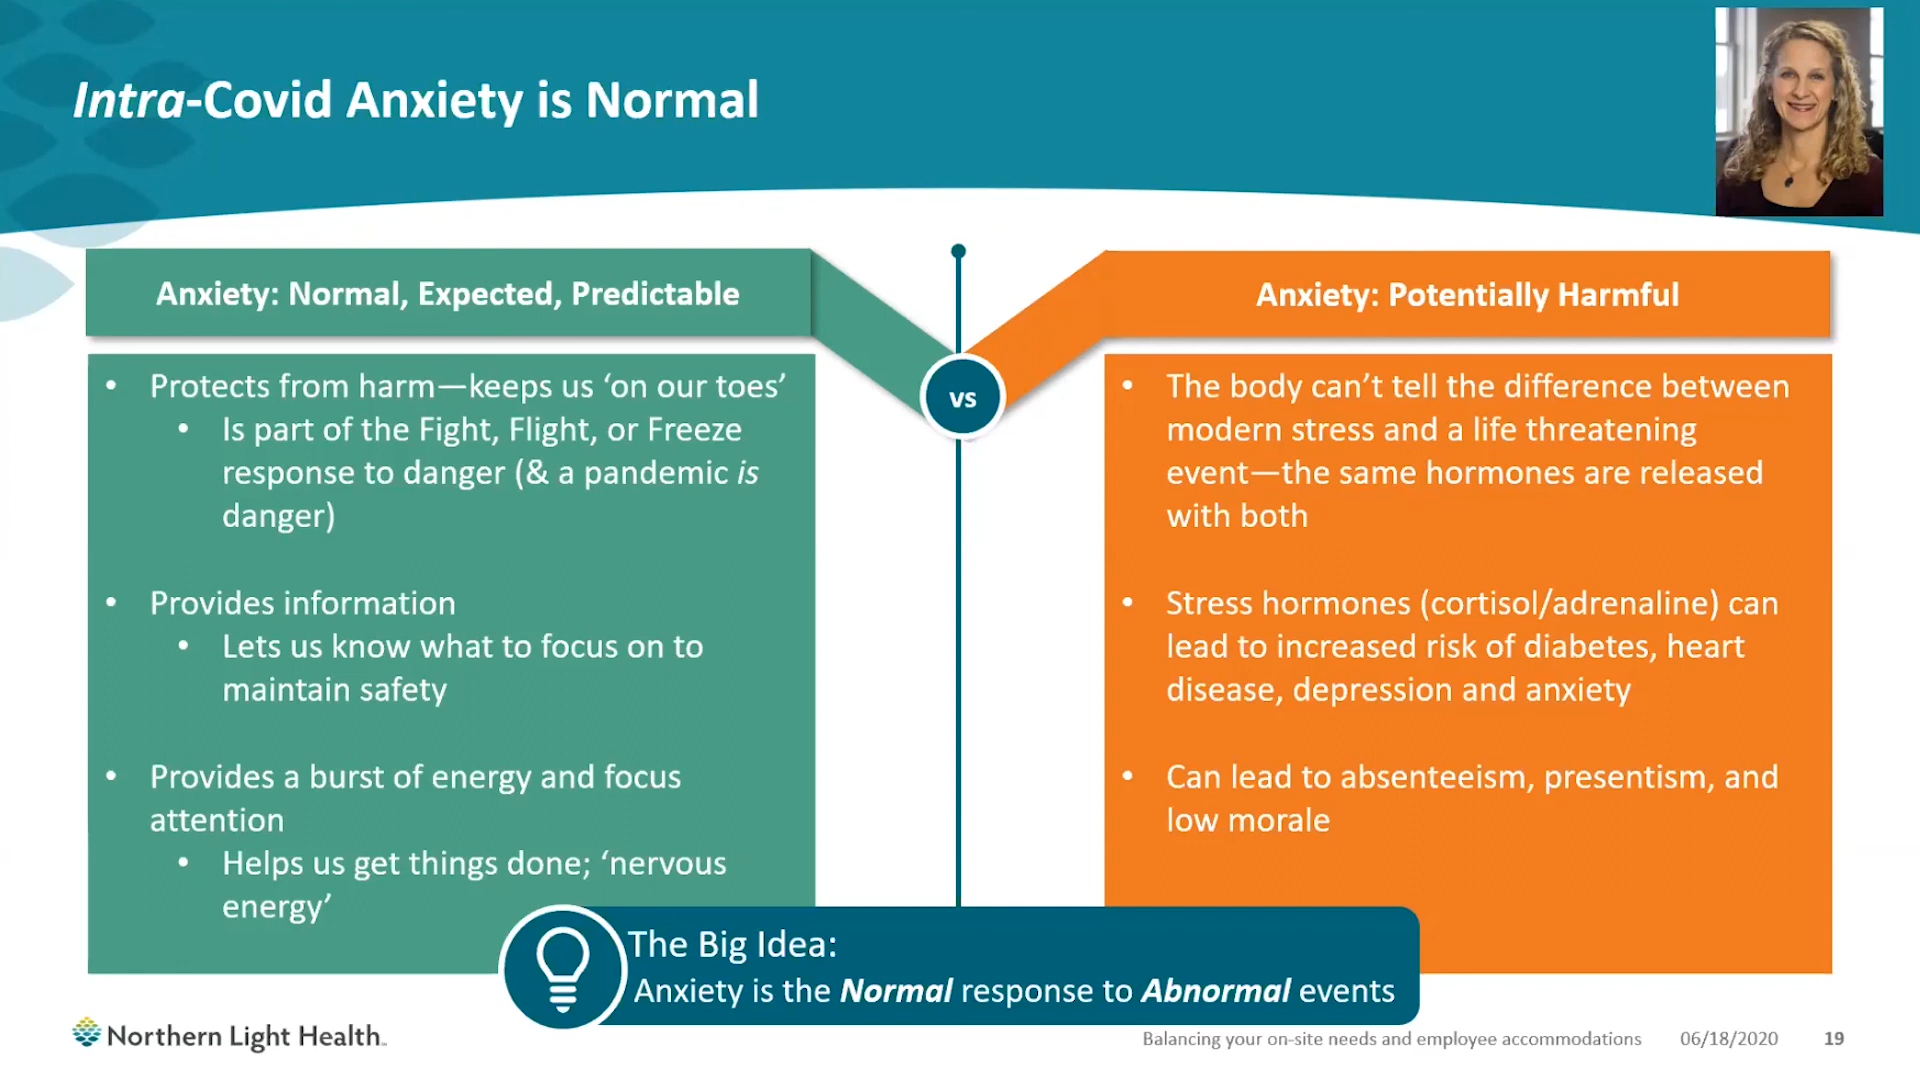 Intra-Covid Anxiety is Normal
Anxiety: Normal, Expected, Predictable
• Protects from harm—keeps us ‘on our toes’
• Is part of the Fight, Flight, or Freeze
response to danger (& a pandemic is
danger)
• Provides information
• Lets us know what to focus on to
maintain safety
• Provides a burst of energy and focus
attention
• Helps us get things done; ‘nervous
energy’
vs
Anxiety: Potentially Harmful
• The body can’t tell the difference between
modern stress and a life threatening
event—the same hormones are released
with both
• Stress hormones (cortisol/adrenaline) can
lead to increased risk of diabetes, heart
disease, depression and anxiety
• Can lead to absenteeism, presentism, and
low morale
The Big Idea:
Anxiety is the Normal response to Abnormal events
Northern Light Health
Balancing your on-site needs and employee accommodations 06/18/2020 19